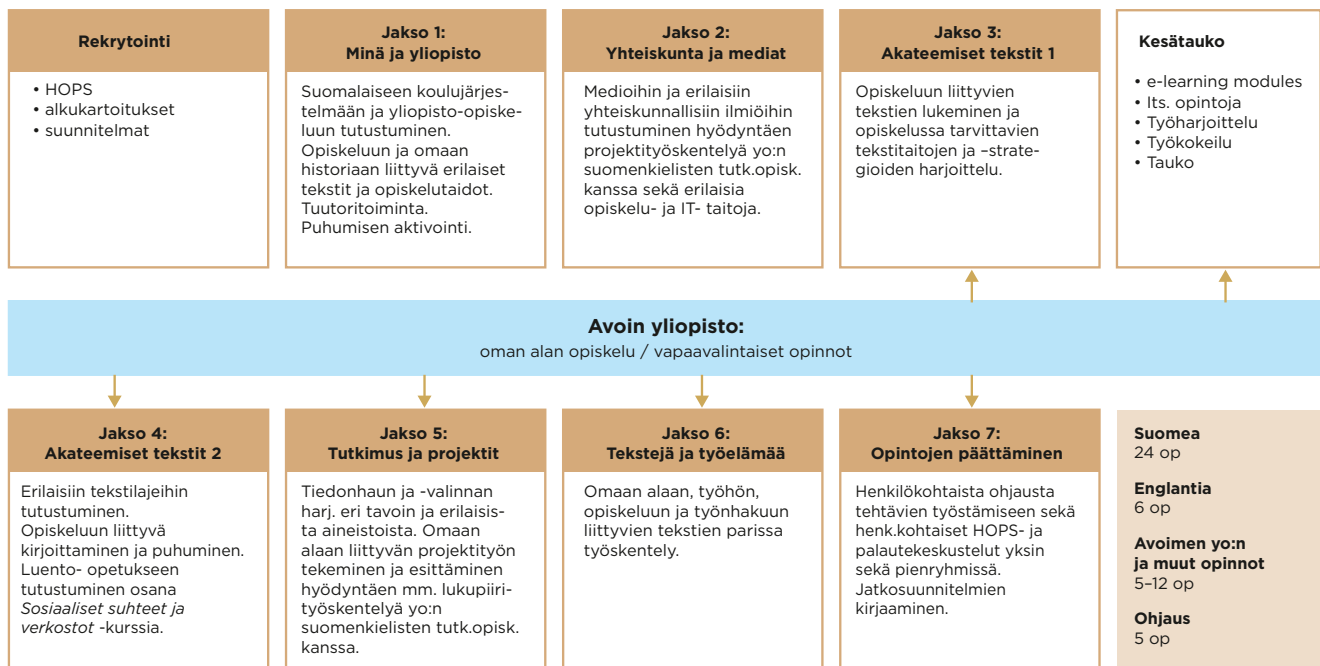 Rekrytointi
• HOPS
• alkukartoitukset
• suunnitelmat
Jakso 1:
Minä ja yliopisto
Suomalaiseen koulujärjes-
telmään ja yliopisto-opiske-
luun tutustuminen.
Opiskeluun ja omaan
historiaan liittyvä erilaiset
tekstit ja opiskelutaidot.
Tuutoritoiminta.
Puhumisen aktivointi.
Jakso 2:
Yhteiskunta ja mediat
Medioihin ja erilaisiin
yhteiskunnallisiin ilmiöihin
tutustuminen hyödyntäen
projektityöskentelyä yo:n
suomenkielisten tutk.opisk.
kanssa sekä erilaisia
opiskelu- ja IT- taitoja.
Jakso 3:
Akateemiset tekstit 1
Opiskeluun liittyvien
tekstien lukeminen ja
opiskelussa tarvittavien
tekstitaitojen ja –strate-
gioiden harjoittelu.
Kesätauko
• e-learning modules
• Its. opintoja
• Työharjoittelu
• Työkokeilu
• Tauko
Avoin yliopisto:
oman alan opiskelu / vapaavalintaiset opinnot
Jakso 4:
Akateemiset tekstit 2
Erilaisiin tekstilajeihin
tutustuminen.
Opiskeluun liittyvä
kirjoittaminen ja puhuminen.
Luento- opetukseen
tutustuminen osana
Sosiaaliset suhteet ja
verkostot -kurssia.
Jakso 5:
Tutkimus ja projektit
Tiedonhaun ja -valinnan
harj. eri tavoin ja erilaisis-
ta aineistoista. Omaan
alaan liittyvän projektityön
tekeminen ja esittäminen
hyödyntäen mm. lukupiiri-
työskentelyä yo:n
suomenkielisten tutk.opisk.
kanssa.
Jakso 6:
Tekstejä ja työelämää
Omaan alaan, työhön,
opiskeluun ja työnhakuun
liittyvien tekstien parissa
työskentely.
Jakso 7:
Opintojen päättäminen
Henkilökohtaista ohjausta
tehtävien työstämiseen sekä
henk.kohtaiset HOPS- ja
palautekeskustelut yksin
sekä pienryhmissä.
Jatkosuunnitelmien
kirjaaminen.
Suomea
24 op
Englantia
6 op
Avoimen yo:n
ja muut opinnot
5–12 op
Ohjaus
5 op